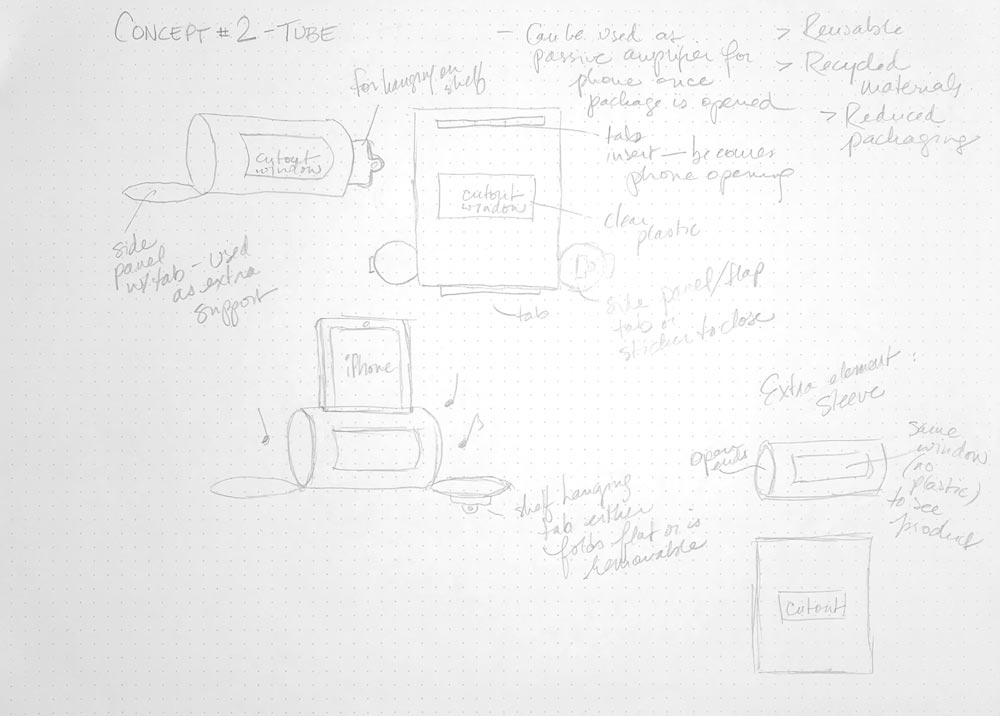 CONCEPT #2 - TUBE
- Can be used as
passive amplifier for
phone once
package is opened
> Reusable
> Recycled
materials.
> Reduced
packaging
for hanging on
shelf
cutout
window
side
panel
w/tab - used
as extra
support
tab
insert — becomes
phone opening
cutout
window
clear
plastic
side panel/flap
tab or
sticker to close
tab
iPhone
shelf hanging
tab either
folds flat or is
removable
Extra element:
sleeve
open
ends
same
window
(no
plastic)
to see
product
cutout